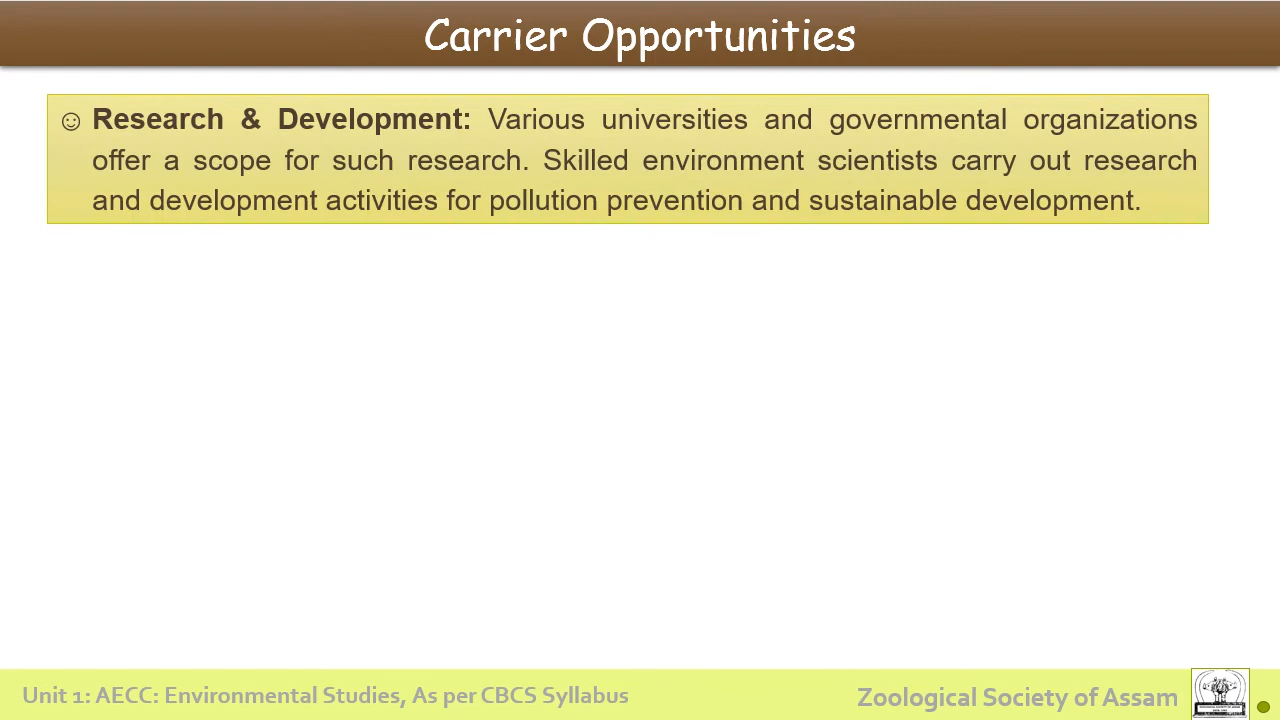 Carrier Opportunities
☺ Research & Development: Various universities and governmental organizations
offer a scope for such research. Skilled environment scientists carry out research
and development activities for pollution prevention and sustainable development.
Unit 1: AECC: Environmental Studies, As per CBCS Syllabus
Zoological Society of Assam